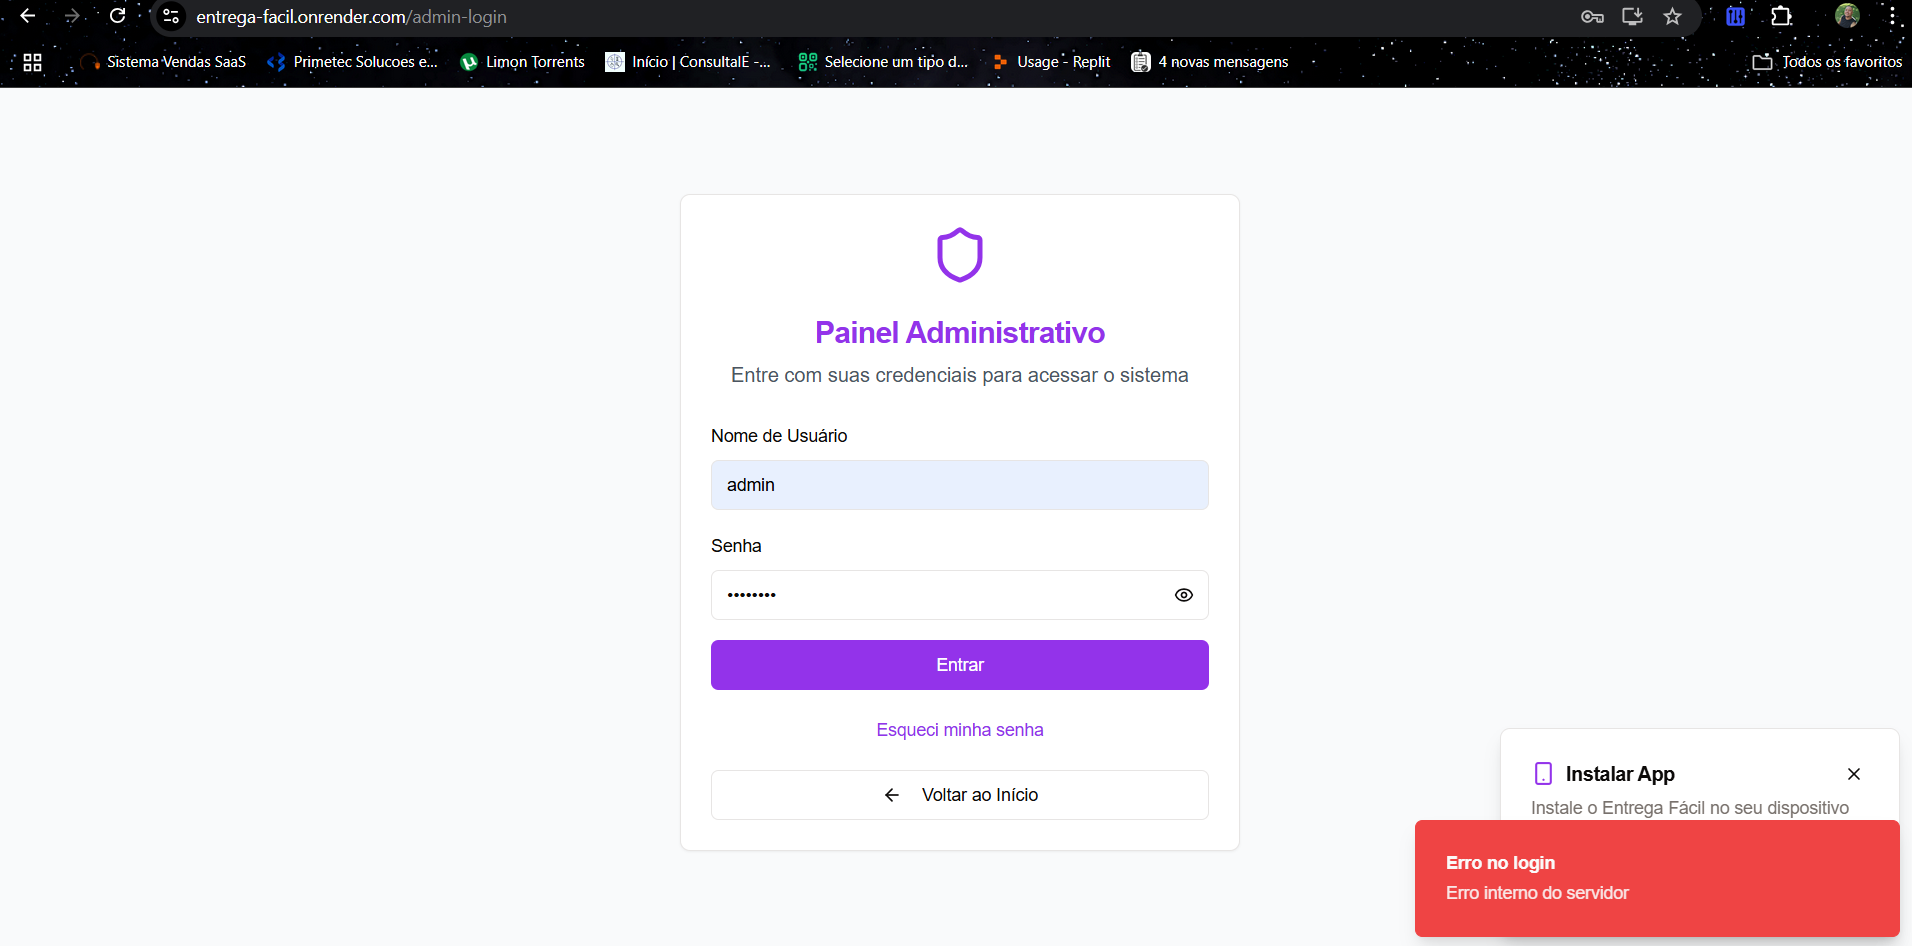 entrega-facil.onrender.com/admin-login
Sistema Vendas SaaS
Primetec Solucoes e...
Limon Torrents
Início | ConsultaIE -...
Selecione um tipo d...
Usage - Replit
4 novas mensagens
Todos os favoritos
Painel Administrativo
Entre com suas credenciais para acessar o sistema
Nome de Usuário
admin
Senha
••••••••
Entrar
Esqueci minha senha
Voltar ao Início
Instalar App
Instale o Entrega Fácil no seu dispositivo
Erro no login
Erro interno do servidor